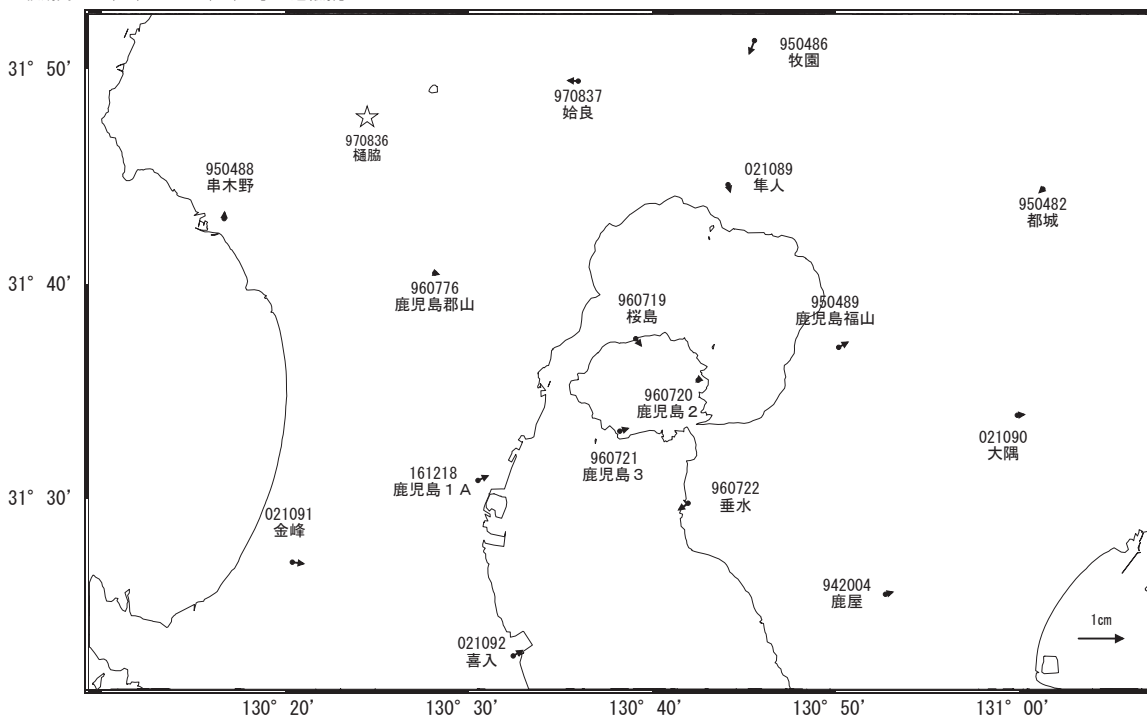 31° 50'
950486
牧園
970837
姶良
970836
樋脇
950488
串木野
021089
隼人
950482
都城
31° 40'
960776
鹿児島郡山
960719
桜島
950489
鹿児島福山
960720
鹿児島2
021090
大隅
960721
鹿児島3
161218
鹿児島1A
31° 30'
960722
垂水
021091
金峰
942004
鹿屋
1cm
021092
喜入
130° 20'
130° 30'
130° 40'
130° 50'
131° 00'